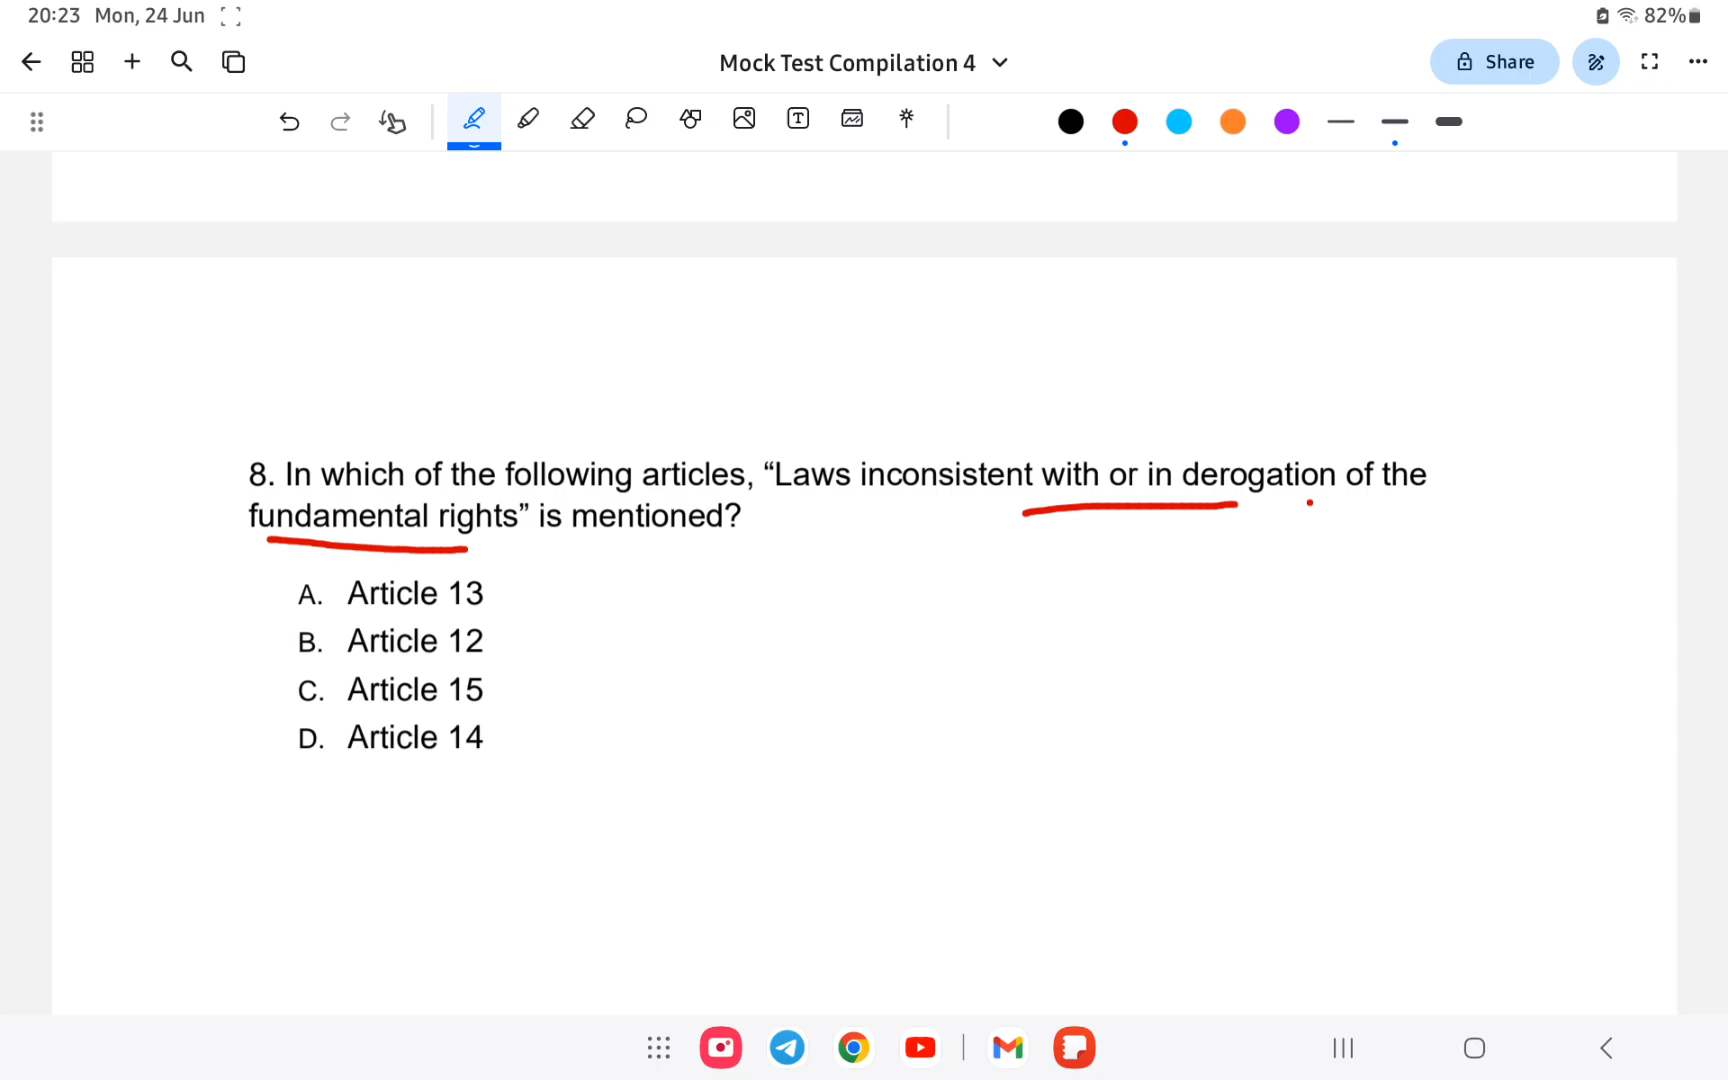 20:23 Mon, 24 Jun
82%
Mock Test Compilation 4
Share
8. In which of the following articles, “Laws inconsistent with or in derogation of the
fundamental rights” is mentioned?
A. Article 13
B. Article 12
C. Article 15
D. Article 14